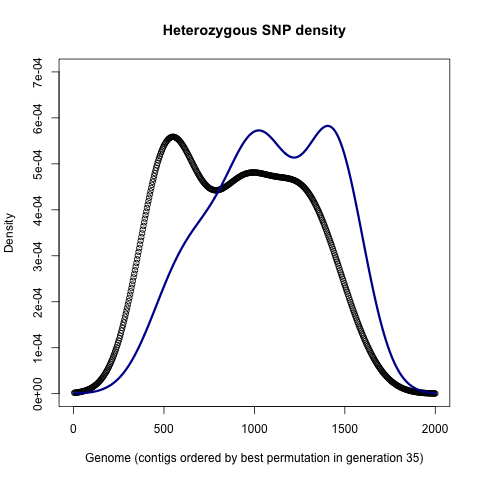 Heterozygous SNP density
7e-04
6e-04
5e-04
4e-04
3e-04
2e-04
1e-04
0e+00
Density
0 500 1000 1500 2000
Genome (contigs ordered by best permutation in generation 35)